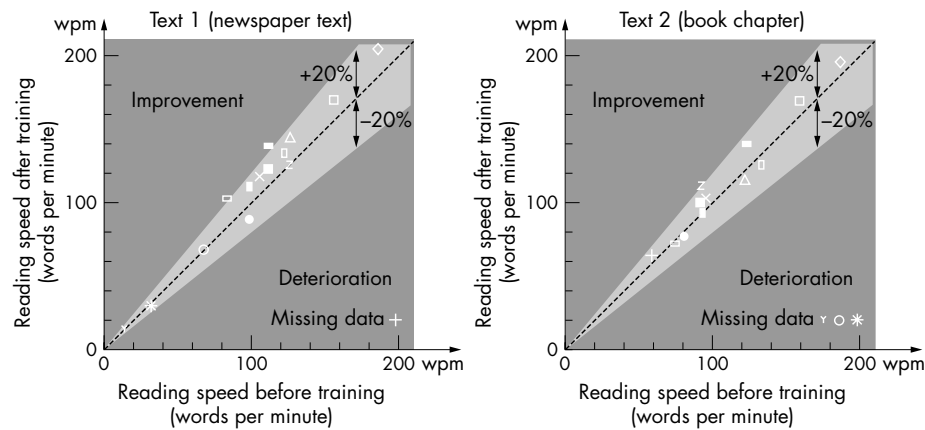 wpm
Text 1 (newspaper text)
200
+20%
Improvement
–20%
100
Deterioration
Missing data
0
0
100
200
wpm
Reading speed before training
(words per minute)
Reading speed after training
(words per minute)
wpm
Text 2 (book chapter)
200
+20%
Improvement
–20%
100
Deterioration
Missing data
0
0
100
200
wpm
Reading speed before training
(words per minute)
Reading speed after training
(words per minute)